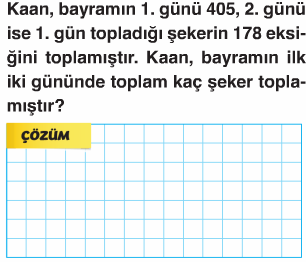 Kaan, bayramın 1. günü 405, 2. günü
ise 1. gün topladığı şekerin 178 eksi-
ğini toplamıştır. Kaan, bayramın ilk
iki gününde toplam kaç şeker topla-
mıştır?
ÇÖZÜM